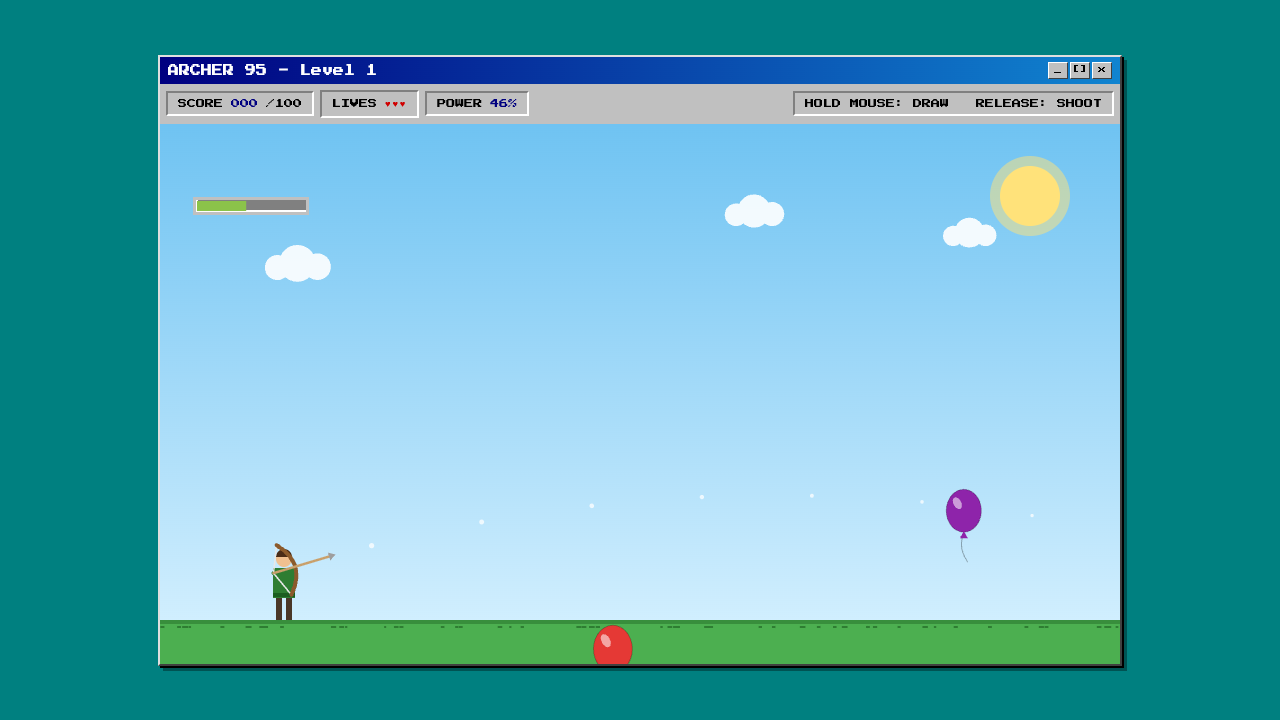 ARCHER 95 - Level 1
SCORE 000 /100
LIVES ♥♥♥
POWER 46%
HOLD MOUSE: DRAW RELEASE: SHOOT